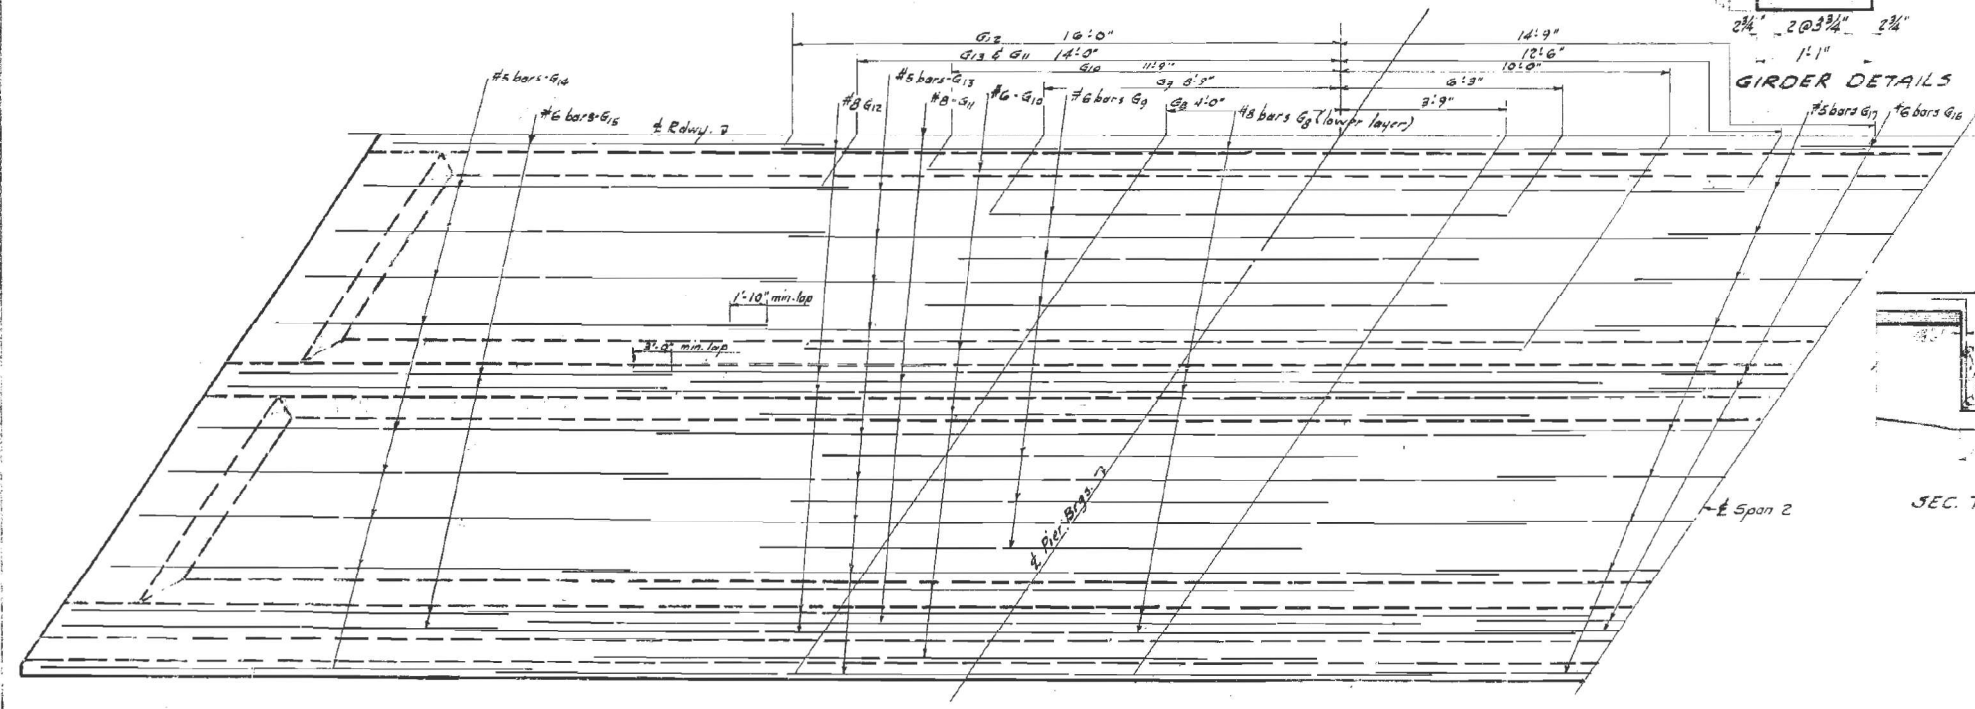 2¾" 2@3¾" 2¾"
1'-1"
GIRDER DETAILS
G12 16'-0" 14'-9"
G13 & G11 14'-0" 12'-6"
G10 11'-9" 10'-0"
G9 8'-9" 6'-3"
G8 4'-0" 3'-9"
#5 bars-G14
#6 bars-G15
℄ Rdwy.
#8 G12
#5 bars-G13
#8-G11
#6-G10
#6 bars G9
#8 bars G8 (lower layer)
#5 bars G17
#6 bars G16
1'-10" min. lap
3'-0" min. lap
℄ Pier Brgs.
℄ Span 2
SEC.